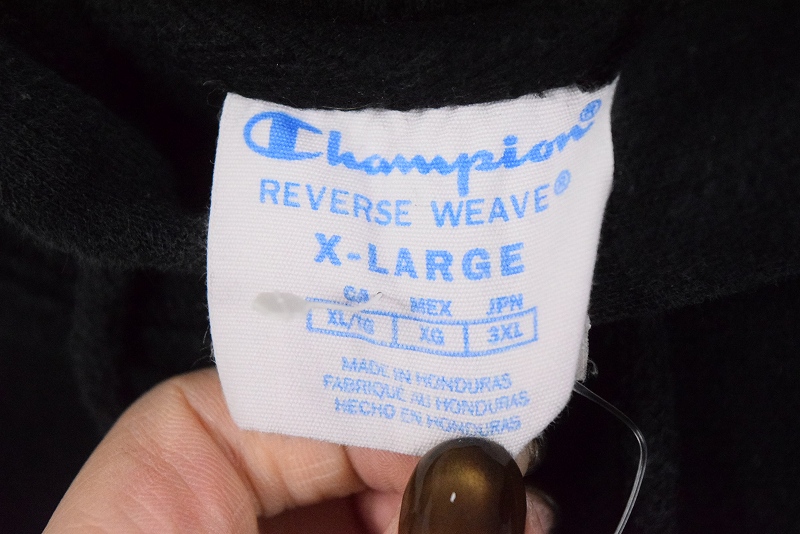 Champion®
REVERSE WEAVE®
X-LARGE
CA MEX JPN
XL/TG XG 3XL
MADE IN HONDURAS
FABRIQUE AU HONDURAS
HECHO EN HONDURAS